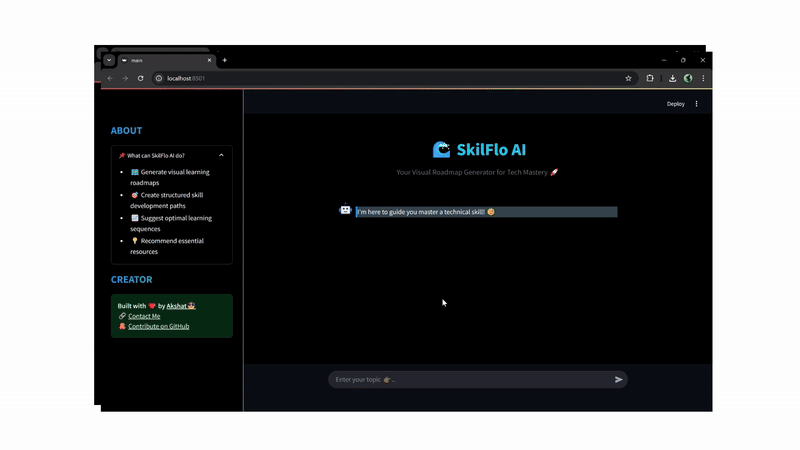 main
localhost:8501
Deploy
ABOUT
📌 What can SkilFlo AI do?
🗺️ Generate visual learning
roadmaps
🎯 Create structured skill
development paths
📈 Suggest optimal learning
sequences
💡 Recommend essential
resources
CREATOR
Built with ❤️ by Akshat
🔗 Contact Me
Contribute on GitHub
SkilFlo AI
Your Visual Roadmap Generator for Tech Mastery 🚀
I'm here to guide you master a technical skill!
Enter your topic ...